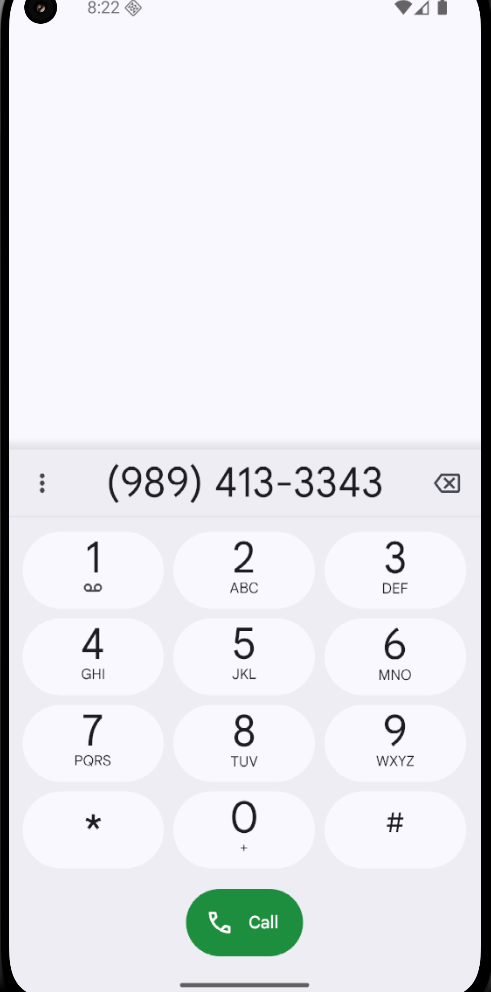 8:22
(989) 413-3343
1 2 3
ABC DEF
4 5 6
GHI JKL MNO
7 8 9
PQRS TUV WXYZ
* 0 #
+
Call